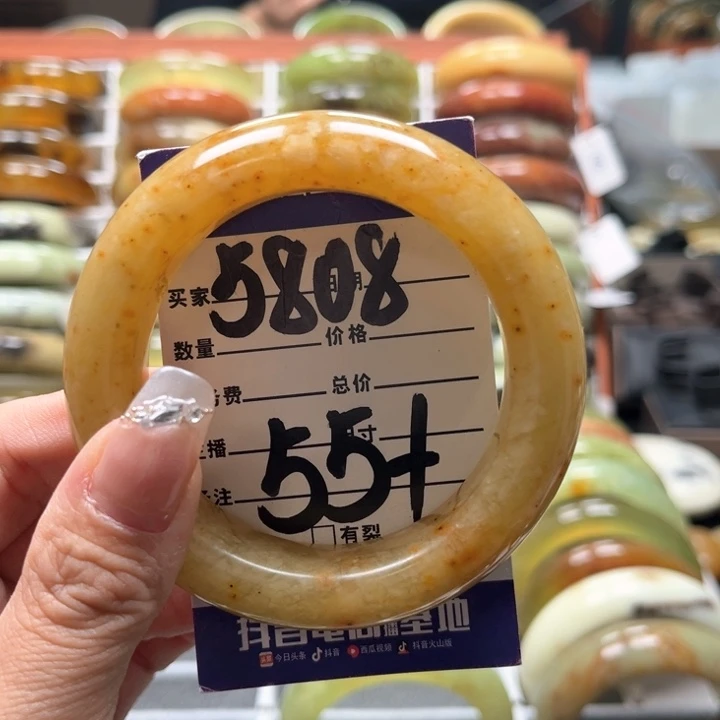 5808
买家
数量 价格
费 总价
播 寸
注 55+
有裂
抖音电商直播基地
今日头条 抖音 西瓜视频 抖音火山版